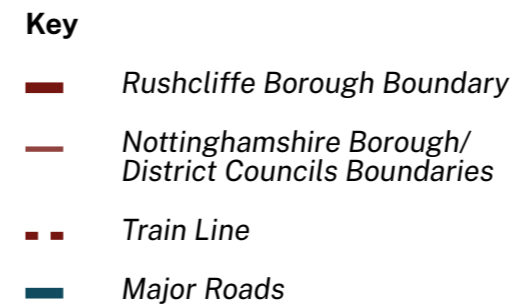 Key
Rushcliffe Borough Boundary
Nottinghamshire Borough/
District Councils Boundaries
Train Line
Major Roads